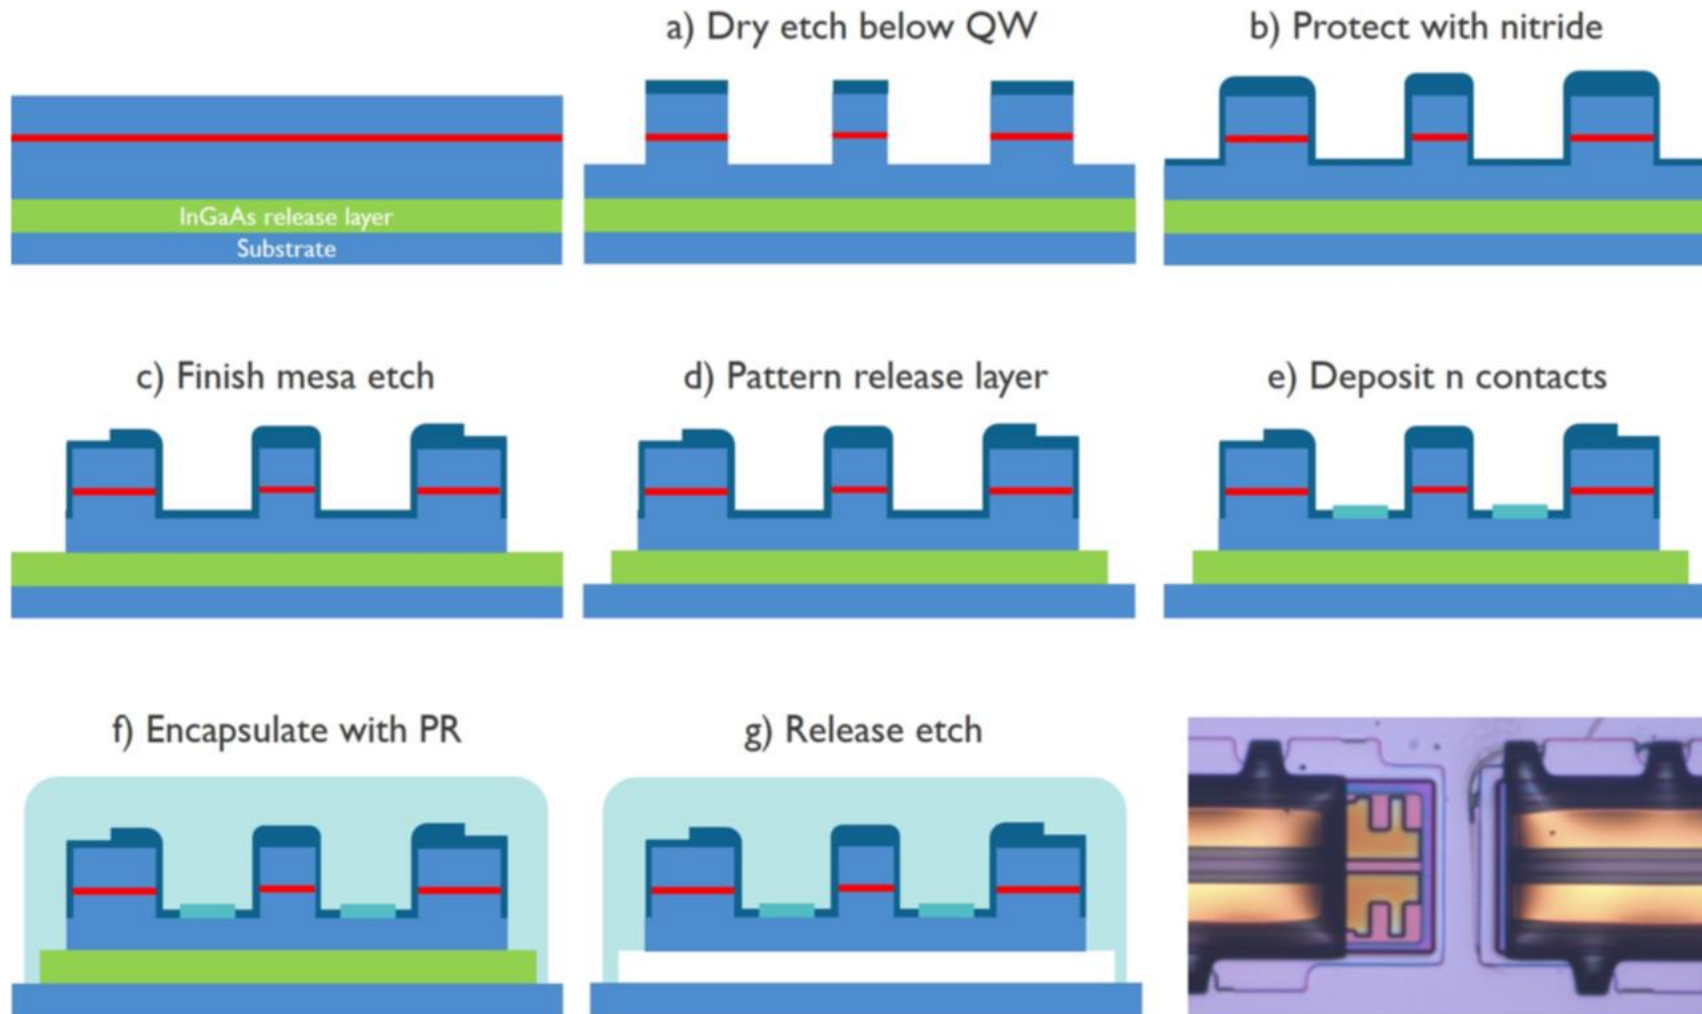 a) Dry etch below QW
b) Protect with nitride
InGaAs release layer
Substrate
c) Finish mesa etch
d) Pattern release layer
e) Deposit n contacts
f) Encapsulate with PR
g) Release etch